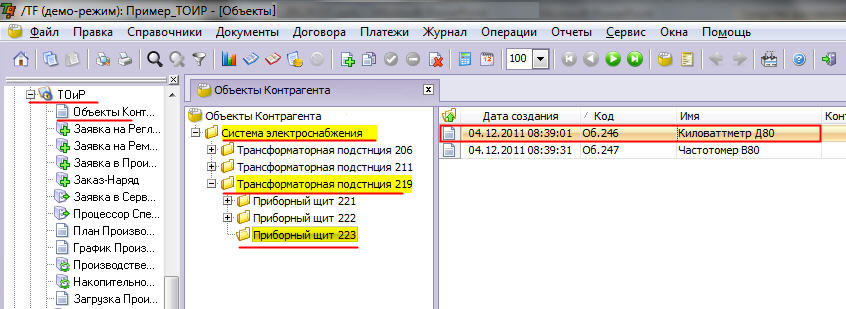 /TF (демо-режим): Пример_ТОИР - [Объекты]
Файл Правка Справочники Документы Договора Платежи Журнал Операции Отчеты Сервис Окна Помощь
100
ТОиР
Объекты Конт...
Заявка на Регл...
Заявка на Рем...
Заявка в Прои...
Заказ-Наряд
Заявка в Серв...
Процессор Спе...
План Произво...
График Произ...
Производстве...
Накопительно...
Загрузка Прои...
Объекты Контрагента
Объекты Контрагента
Система электроснабжения
Трансформаторная подстнция 206
Трансформаторная подстнция 211
Трансформаторная подстнция 219
Приборный щит 221
Приборный щит 222
Приборный щит 223
Дата создания / Код Имя Конт
04.12.2011 08:39:01 Об.246 Киловаттметр Д80
04.12.2011 08:39:31 Об.247 Частотомер В80